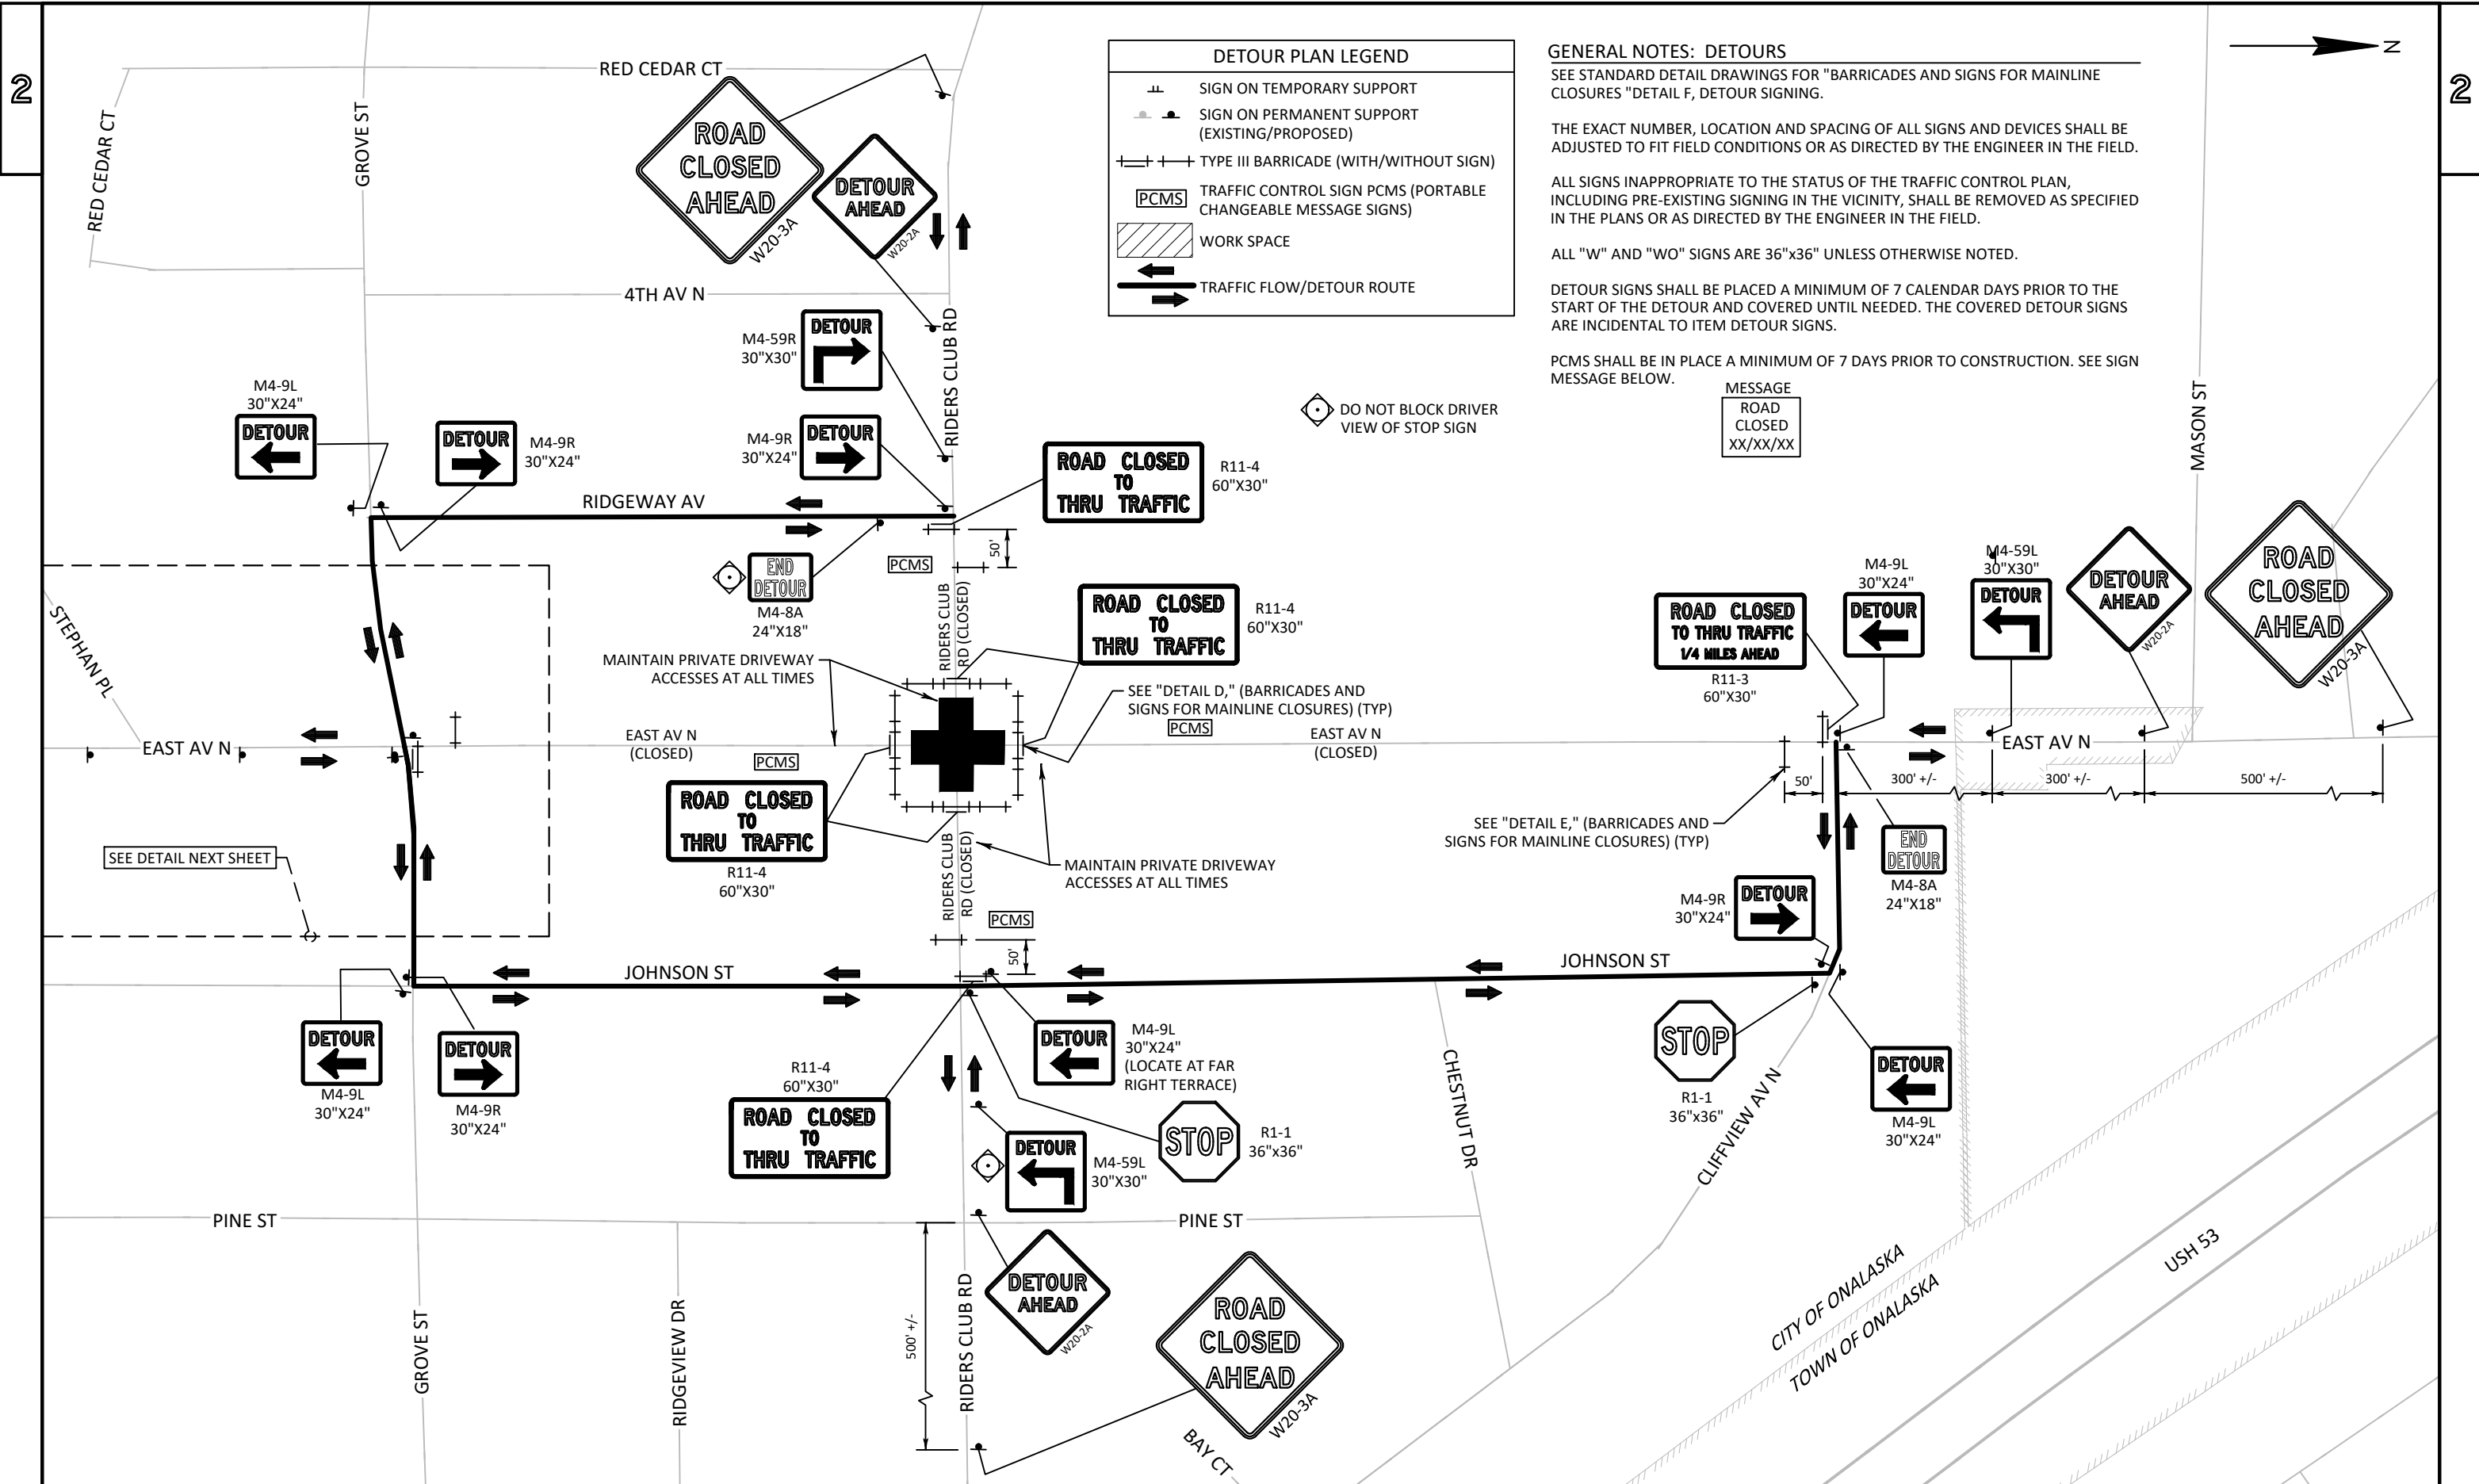 2
2
RED CEDAR CT
RED CEDAR CT
GROVE ST
4TH AV N
ROAD
CLOSED
AHEAD
W20-3A
DETOUR
AHEAD
W20-2A
RIDERS CLUB RD
DETOUR PLAN LEGEND
SIGN ON TEMPORARY SUPPORT
SIGN ON PERMANENT SUPPORT
(EXISTING/PROPOSED)
TYPE III BARRICADE (WITH/WITHOUT SIGN)
PCMS
TRAFFIC CONTROL SIGN PCMS (PORTABLE
CHANGEABLE MESSAGE SIGNS)
WORK SPACE
TRAFFIC FLOW/DETOUR ROUTE
GENERAL NOTES: DETOURS
SEE STANDARD DETAIL DRAWINGS FOR "BARRICADES AND SIGNS FOR MAINLINE
CLOSURES "DETAIL F, DETOUR SIGNING.
THE EXACT NUMBER, LOCATION AND SPACING OF ALL SIGNS AND DEVICES SHALL BE
ADJUSTED TO FIT FIELD CONDITIONS OR AS DIRECTED BY THE ENGINEER IN THE FIELD.
ALL SIGNS INAPPROPRIATE TO THE STATUS OF THE TRAFFIC CONTROL PLAN,
INCLUDING PRE-EXISTING SIGNING IN THE VICINITY, SHALL BE REMOVED AS SPECIFIED
IN THE PLANS OR AS DIRECTED BY THE ENGINEER IN THE FIELD.
ALL "W" AND "WO" SIGNS ARE 36"x36" UNLESS OTHERWISE NOTED.
DETOUR SIGNS SHALL BE PLACED A MINIMUM OF 7 CALENDAR DAYS PRIOR TO THE
START OF THE DETOUR AND COVERED UNTIL NEEDED. THE COVERED DETOUR SIGNS
ARE INCIDENTAL TO ITEM DETOUR SIGNS.
PCMS SHALL BE IN PLACE A MINIMUM OF 7 DAYS PRIOR TO CONSTRUCTION. SEE SIGN
MESSAGE BELOW.
MESSAGE
ROAD
CLOSED
XX/XX/XX
N
DO NOT BLOCK DRIVER
VIEW OF STOP SIGN
MASON ST
M4-59R
30"X30"
DETOUR
M4-9R
30"X24"
DETOUR
M4-9L
30"X24"
DETOUR
DETOUR
M4-9R
30"X24"
ROAD CLOSED
TO
THRU TRAFFIC
R11-4
60"X30"
RIDGEWAY AV
50'
PCMS
END
DETOUR
M4-8A
24"X18"
RIDERS CLUB
RD (CLOSED)
ROAD CLOSED
TO
THRU TRAFFIC
R11-4
60"X30"
MAINTAIN PRIVATE DRIVEWAY
ACCESSES AT ALL TIMES
SEE "DETAIL D," (BARRICADES AND
SIGNS FOR MAINLINE CLOSURES) (TYP)
PCMS
EAST AV N
(CLOSED)
PCMS
EAST AV N
(CLOSED)
ROAD CLOSED
TO THRU TRAFFIC
1/4 MILES AHEAD
R11-3
60"X30"
M4-9L
30"X24"
DETOUR
M4-59L
30"X30"
DETOUR
DETOUR
AHEAD
W20-2A
ROAD
CLOSED
AHEAD
W20-3A
STEPHAN PL
EAST AV N
EAST AV N
50'
300' +/-
300' +/-
500' +/-
ROAD CLOSED
TO
THRU TRAFFIC
R11-4
60"X30"
RIDERS CLUB
RD (CLOSED)
MAINTAIN PRIVATE DRIVEWAY
ACCESSES AT ALL TIMES
SEE "DETAIL E," (BARRICADES AND
SIGNS FOR MAINLINE CLOSURES) (TYP)
END
DETOUR
M4-8A
24"X18"
SEE DETAIL NEXT SHEET
PCMS
50'
M4-9R
30"X24"
DETOUR
JOHNSON ST
JOHNSON ST
DETOUR
M4-9L
30"X24"
DETOUR
M4-9R
30"X24"
R11-4
60"X30"
ROAD CLOSED
TO
THRU TRAFFIC
DETOUR
M4-9L
30"X24"
(LOCATE AT FAR
RIGHT TERRACE)
STOP
R1-1
36"x36"
DETOUR
M4-59L
30"X30"
CHESTNUT DR
STOP
R1-1
36"x36"
CLIFFVIEW AV N
DETOUR
M4-9L
30"X24"
PINE ST
PINE ST
GROVE ST
RIDGEVIEW DR
500' +/-
RIDERS CLUB RD
DETOUR
AHEAD
W20-2A
ROAD
CLOSED
AHEAD
W20-3A
BAY CT
CITY OF ONALASKA
TOWN OF ONALASKA
USH 53